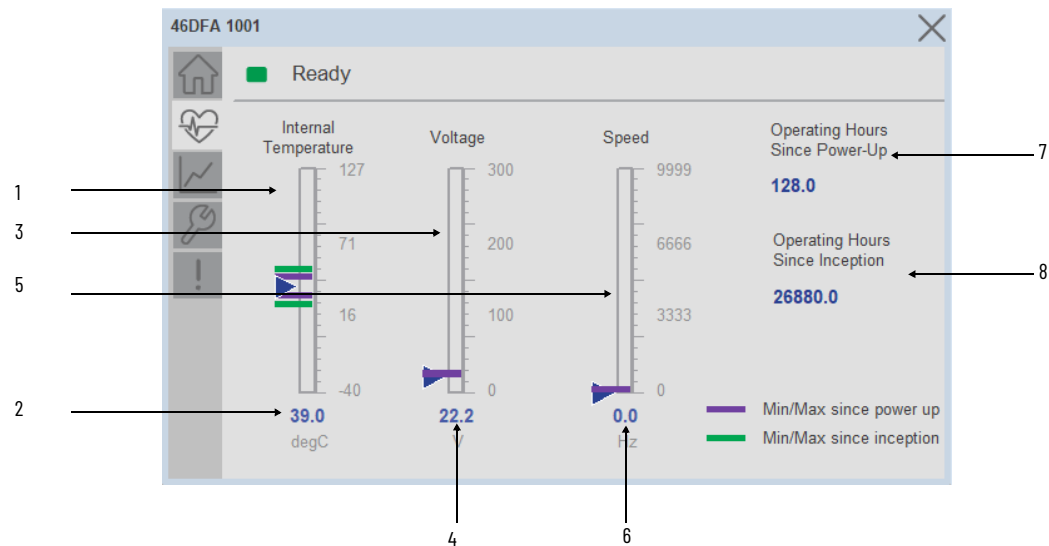 46DFA 1001
Ready
Internal
Temperature
127
71
16
-40
39.0
degC
Voltage
300
200
100
0
22.2
V
Speed
9999
6666
3333
0
0.0
Hz
Operating Hours
Since Power-Up
128.0
Operating Hours
Since Inception
26880.0
Min/Max since power up
Min/Max since inception
1
3
5
2
4
6
7
8